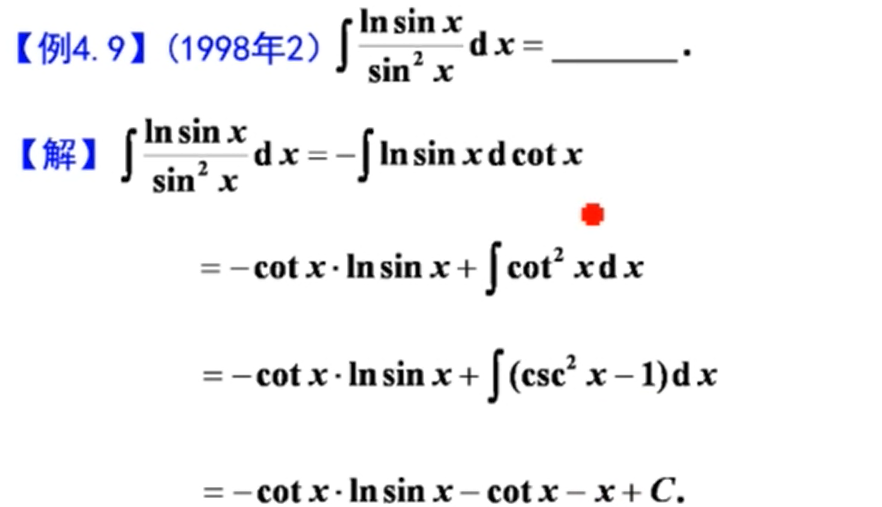 【例4.9】(1998年2) ∫ ln sin x / sin² x dx = ______ .
【解】 ∫ ln sin x / sin² x dx = −∫ ln sin x d cot x
= −cot x · ln sin x + ∫ cot² x dx
= −cot x · ln sin x + ∫ (csc² x − 1) dx
= −cot x · ln sin x − cot x − x + C.